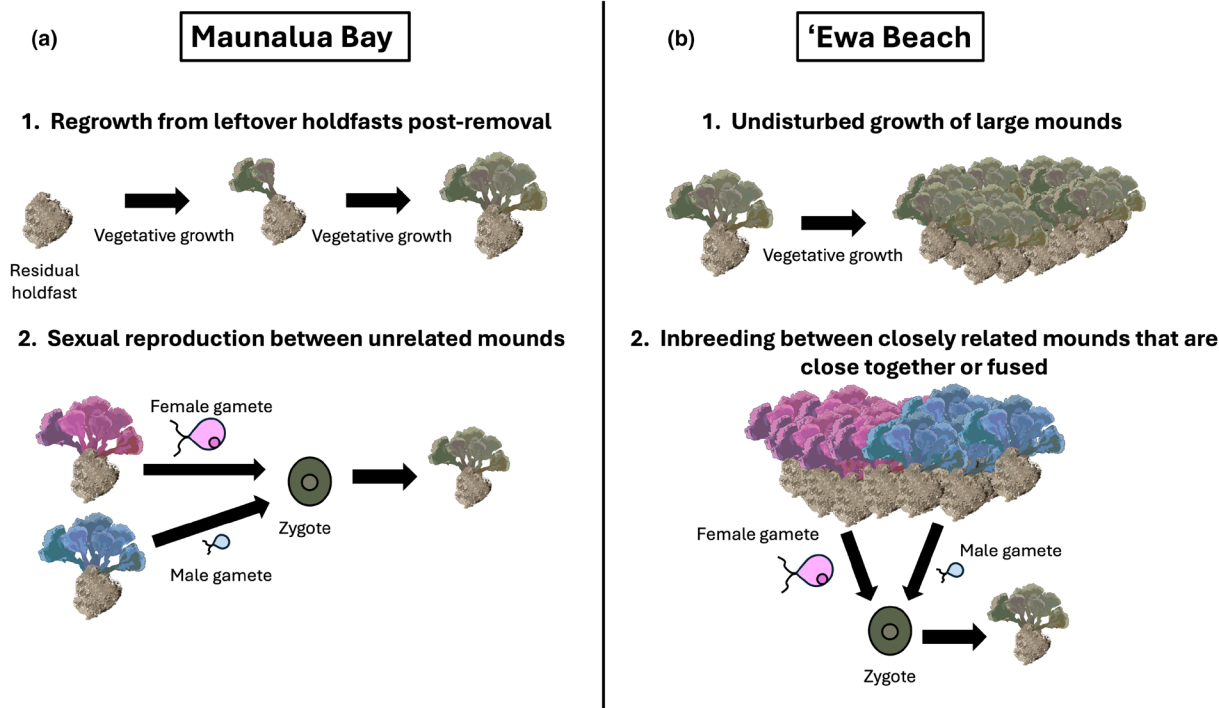 (a)
Maunalua Bay
1. Regrowth from leftover holdfasts post-removal
Vegetative growth
Vegetative growth
Residual
holdfast
2. Sexual reproduction between unrelated mounds
Female gamete
Zygote
Male gamete
(b)
‘Ewa Beach
1. Undisturbed growth of large mounds
Vegetative growth
2. Inbreeding between closely related mounds that are
close together or fused
Female gamete
Male gamete
Zygote